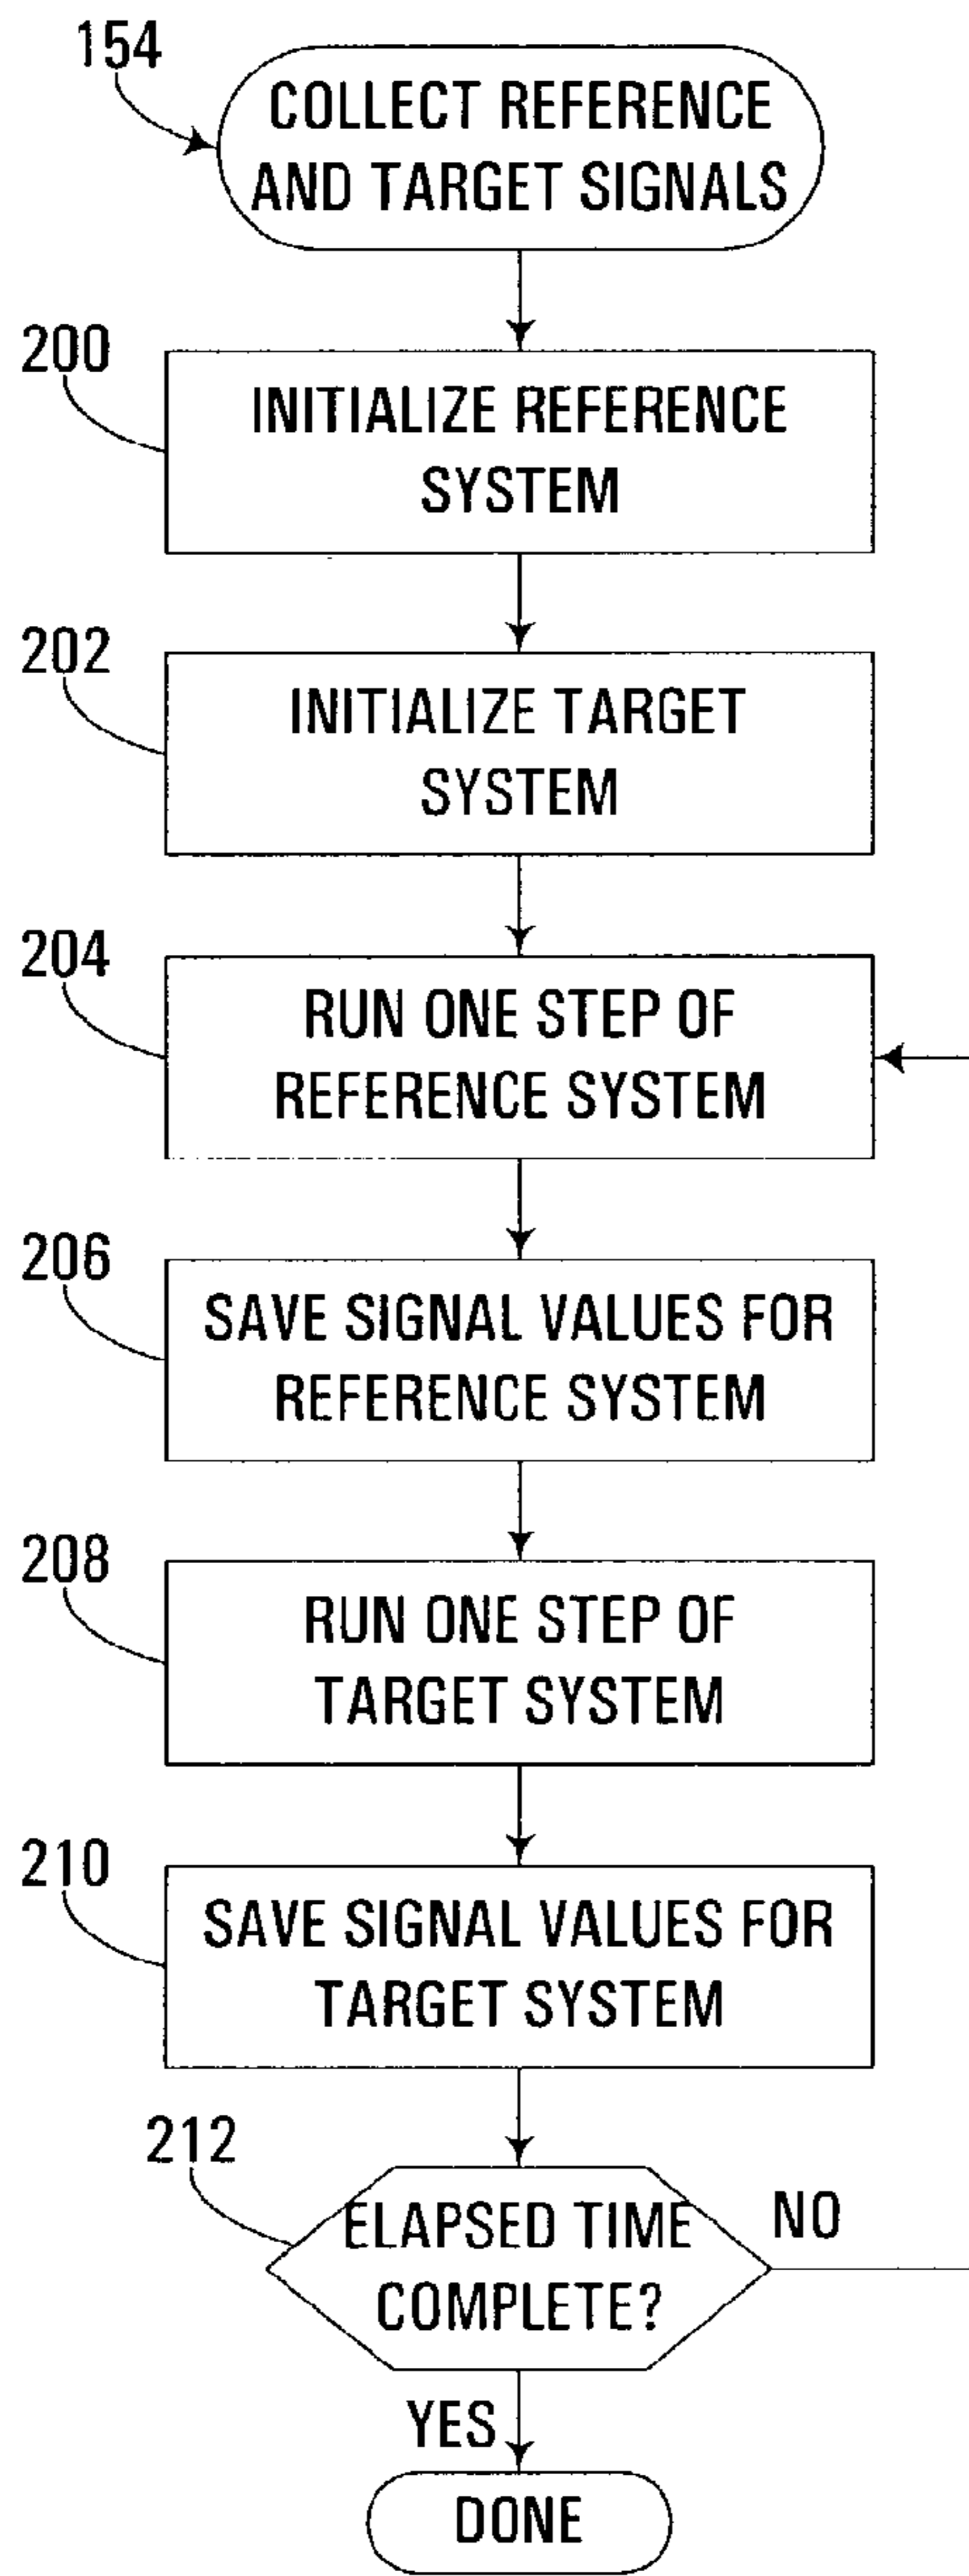 154
COLLECT REFERENCE
AND TARGET SIGNALS
200
INITIALIZE REFERENCE
SYSTEM
202
INITIALIZE TARGET
SYSTEM
204
RUN ONE STEP OF
REFERENCE SYSTEM
206
SAVE SIGNAL VALUES FOR
REFERENCE SYSTEM
208
RUN ONE STEP OF
TARGET SYSTEM
210
SAVE SIGNAL VALUES FOR
TARGET SYSTEM
212
ELAPSED TIME
COMPLETE?
NO
YES
DONE